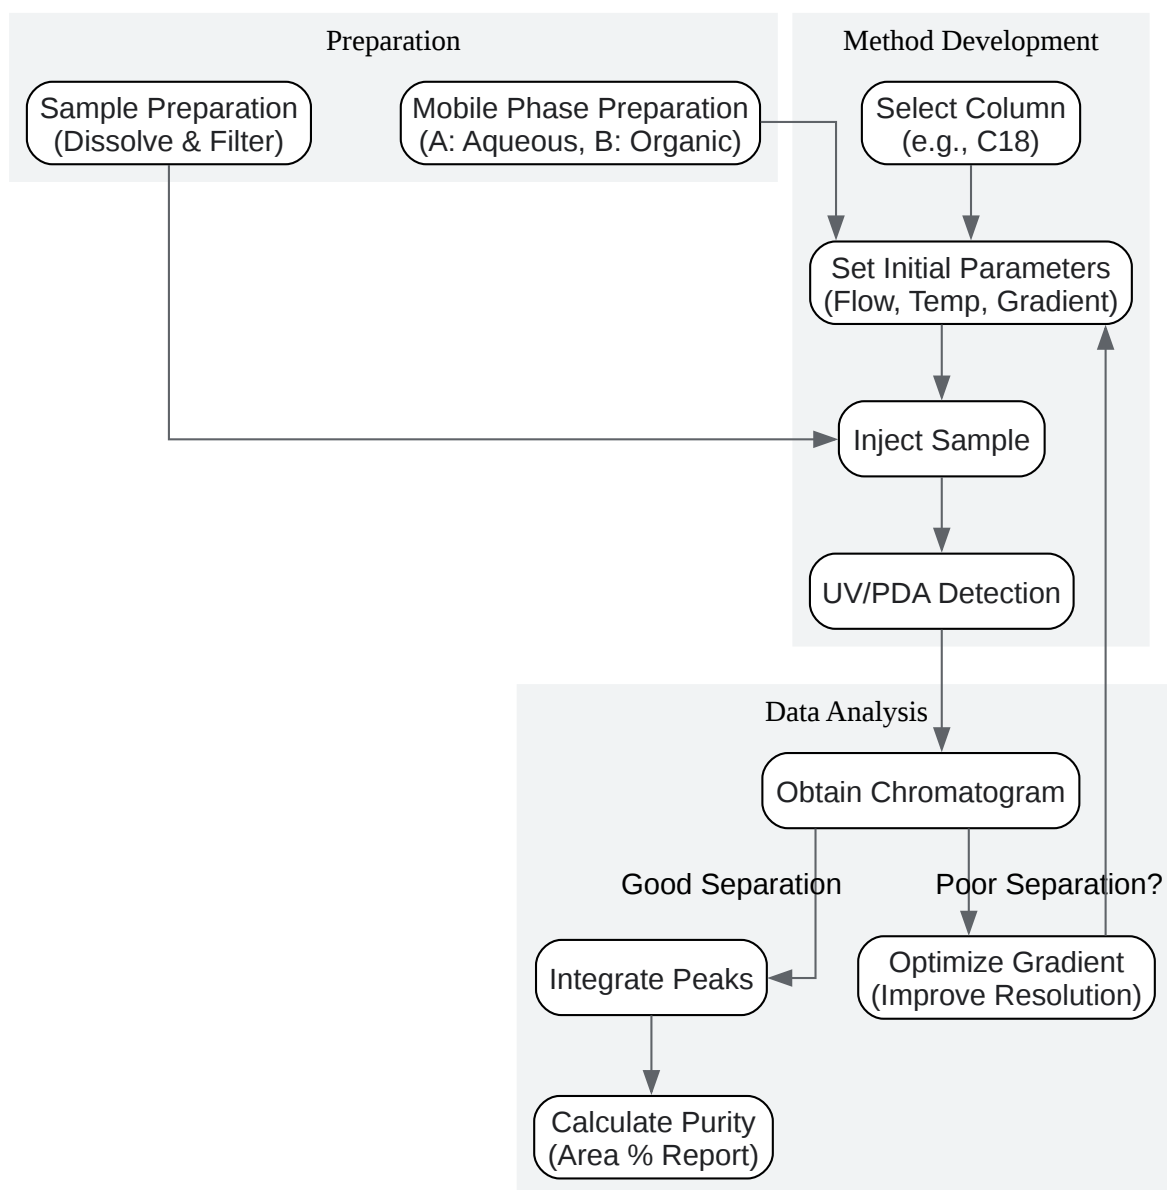 Preparation
Method Development
Sample Preparation
(Dissolve & Filter)
Mobile Phase Preparation
(A: Aqueous, B: Organic)
Select Column
(e.g., C18)
Set Initial Parameters
(Flow, Temp, Gradient)
Inject Sample
UV/PDA Detection
Data Analysis
Obtain Chromatogram
Good Separation
Poor Separation?
Integrate Peaks
Optimize Gradient
(Improve Resolution)
Calculate Purity
(Area % Report)